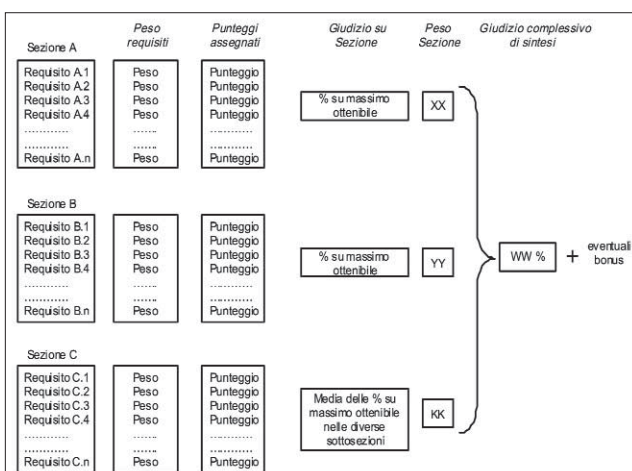 Peso requisiti
Punteggi assegnati
Giudizio su Sezione
Peso Sezione
Giudizio complessivo di sintesi
Sezione A
Requisito A.1 Peso Punteggio
Requisito A.2 Peso Punteggio
Requisito A.3 Peso Punteggio
Requisito A.4 Peso Punteggio
............ ....... ............
............ ....... ............
Requisito A.n Peso Punteggio
% su massimo
ottenibile
XX
Sezione B
Requisito B.1 Peso Punteggio
Requisito B.2 Peso Punteggio
Requisito B.3 Peso Punteggio
Requisito B.4 Peso Punteggio
............ ....... ............
............ ....... ............
Requisito B.n Peso Punteggio
% su massimo
ottenibile
YY
WW %
+
eventuali
bonus
Sezione C
Requisito C.1 Peso Punteggio
Requisito C.2 Peso Punteggio
Requisito C.3 Peso Punteggio
Requisito C.4 Peso Punteggio
............ ....... ............
............ ....... ............
Requisito C.n Peso Punteggio
Media delle % su
massimo ottenibile
nelle diverse
sottosezioni
KK